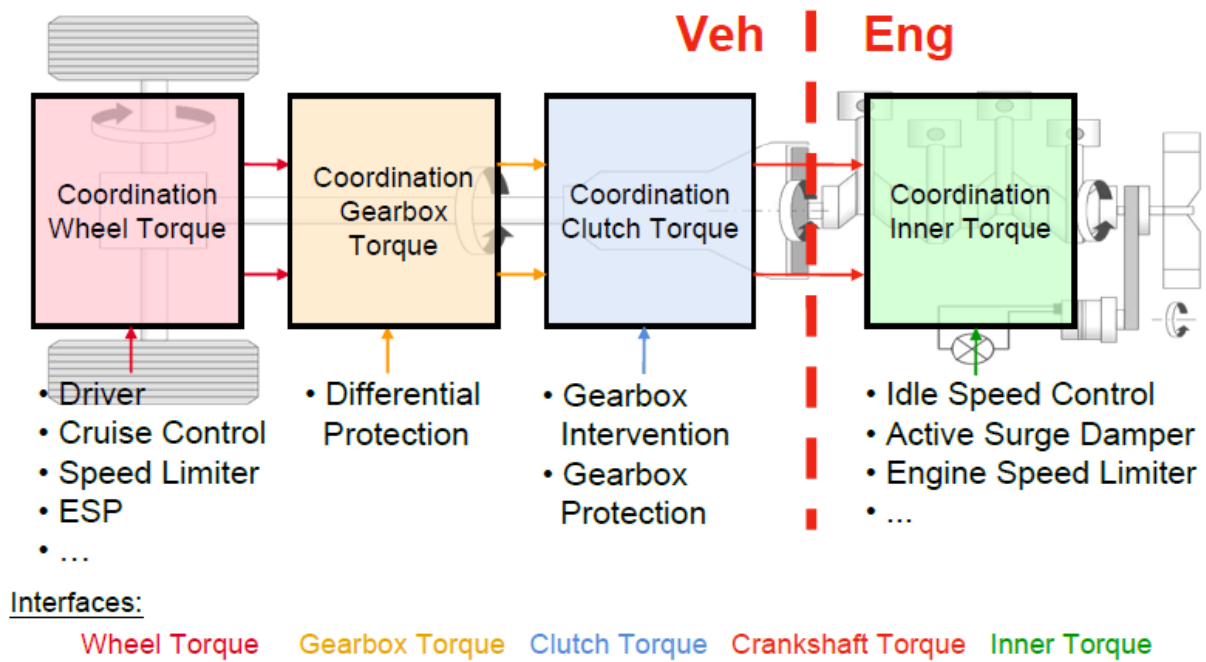 Veh
Eng
Coordination
Wheel Torque
Coordination
Gearbox
Torque
Coordination
Clutch Torque
Coordination
Inner Torque
• Driver
• Cruise Control
• Speed Limiter
• ESP
• ...
• Differential
Protection
• Gearbox
Intervention
• Gearbox
Protection
• Idle Speed Control
• Active Surge Damper
• Engine Speed Limiter
• ...
Interfaces:
Wheel Torque Gearbox Torque Clutch Torque Crankshaft Torque Inner Torque